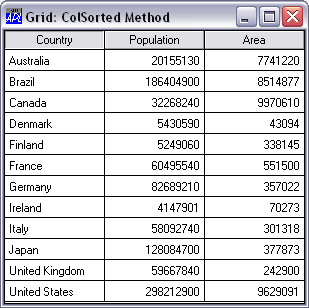 Grid: ColSorted Method
Country Population Area
Australia 20155130 7741220
Brazil 186404900 8514877
Canada 32268240 9970610
Denmark 5430590 43094
Finland 5249060 338145
France 60495540 551500
Germany 82689210 357022
Ireland 4147901 70273
Italy 58092740 301318
Japan 128084700 377873
United Kingdom 59667840 242900
United States 298212900 9629091